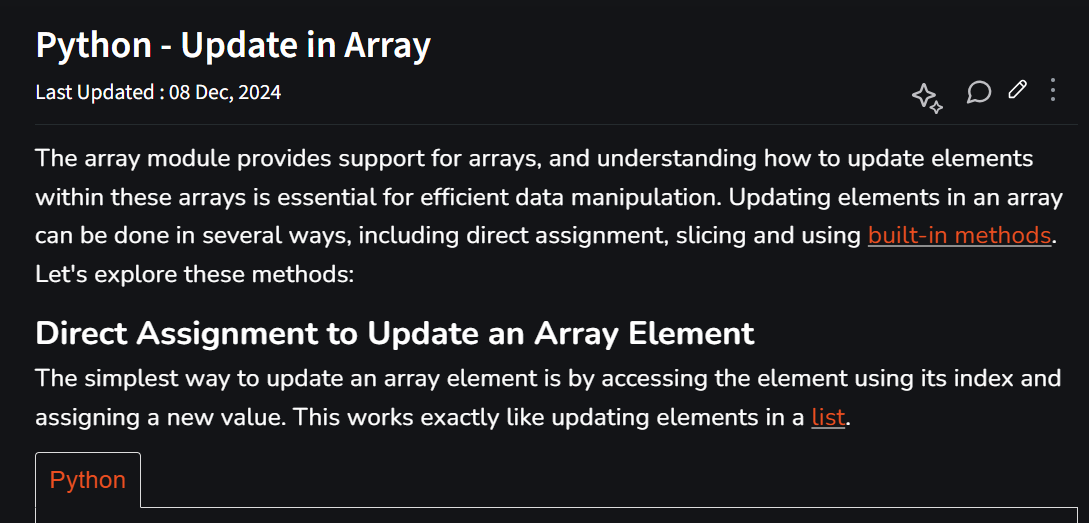 Python - Update in Array
Last Updated : 08 Dec, 2024
The array module provides support for arrays, and understanding how to update elements
within these arrays is essential for efficient data manipulation. Updating elements in an array
can be done in several ways, including direct assignment, slicing and using built-in methods.
Let's explore these methods:
Direct Assignment to Update an Array Element
The simplest way to update an array element is by accessing the element using its index and
assigning a new value. This works exactly like updating elements in a list.
Python